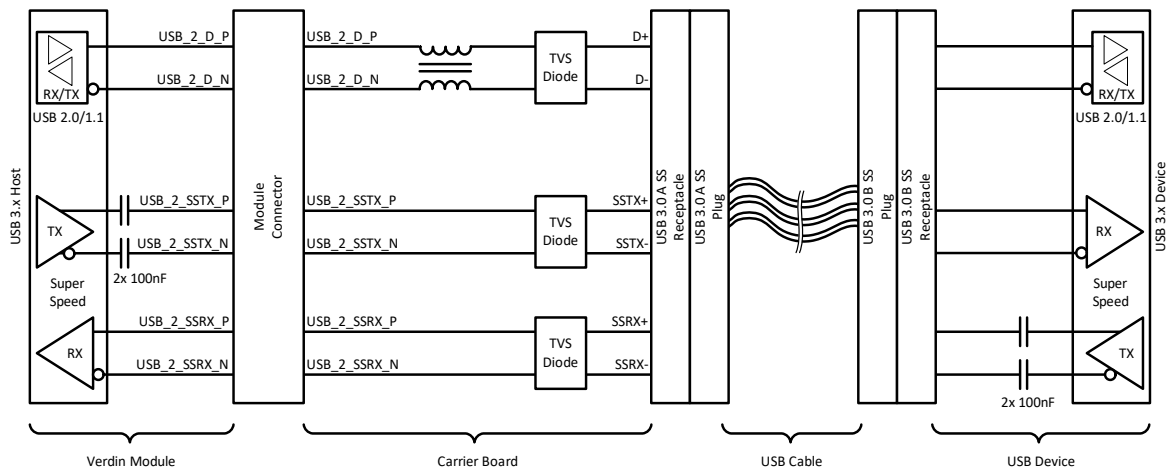 USB_2_D_P
USB_2_D_P
D+
USB_2_D_N
USB_2_D_N
D-
TVS
Diode
RX/TX
USB 2.0/1.1
RX/TX
USB 2.0/1.1
USB 3.x Host
Module
Connector
USB 3.0 A SS
Receptacle
USB 3.0 A SS
Plug
USB 3.0 B SS
Plug
USB 3.0 B SS
Receptacle
USB 3.x Device
USB_2_SSTX_P
USB_2_SSTX_P
SSTX+
TX
TVS
Diode
RX
USB_2_SSTX_N
USB_2_SSTX_N
SSTX-
2x 100nF
Super
Speed
Super
Speed
USB_2_SSRX_P
USB_2_SSRX_P
SSRX+
RX
TVS
Diode
TX
USB_2_SSRX_N
USB_2_SSRX_N
SSRX-
2x 100nF
Verdin Module
Carrier Board
USB Cable
USB Device